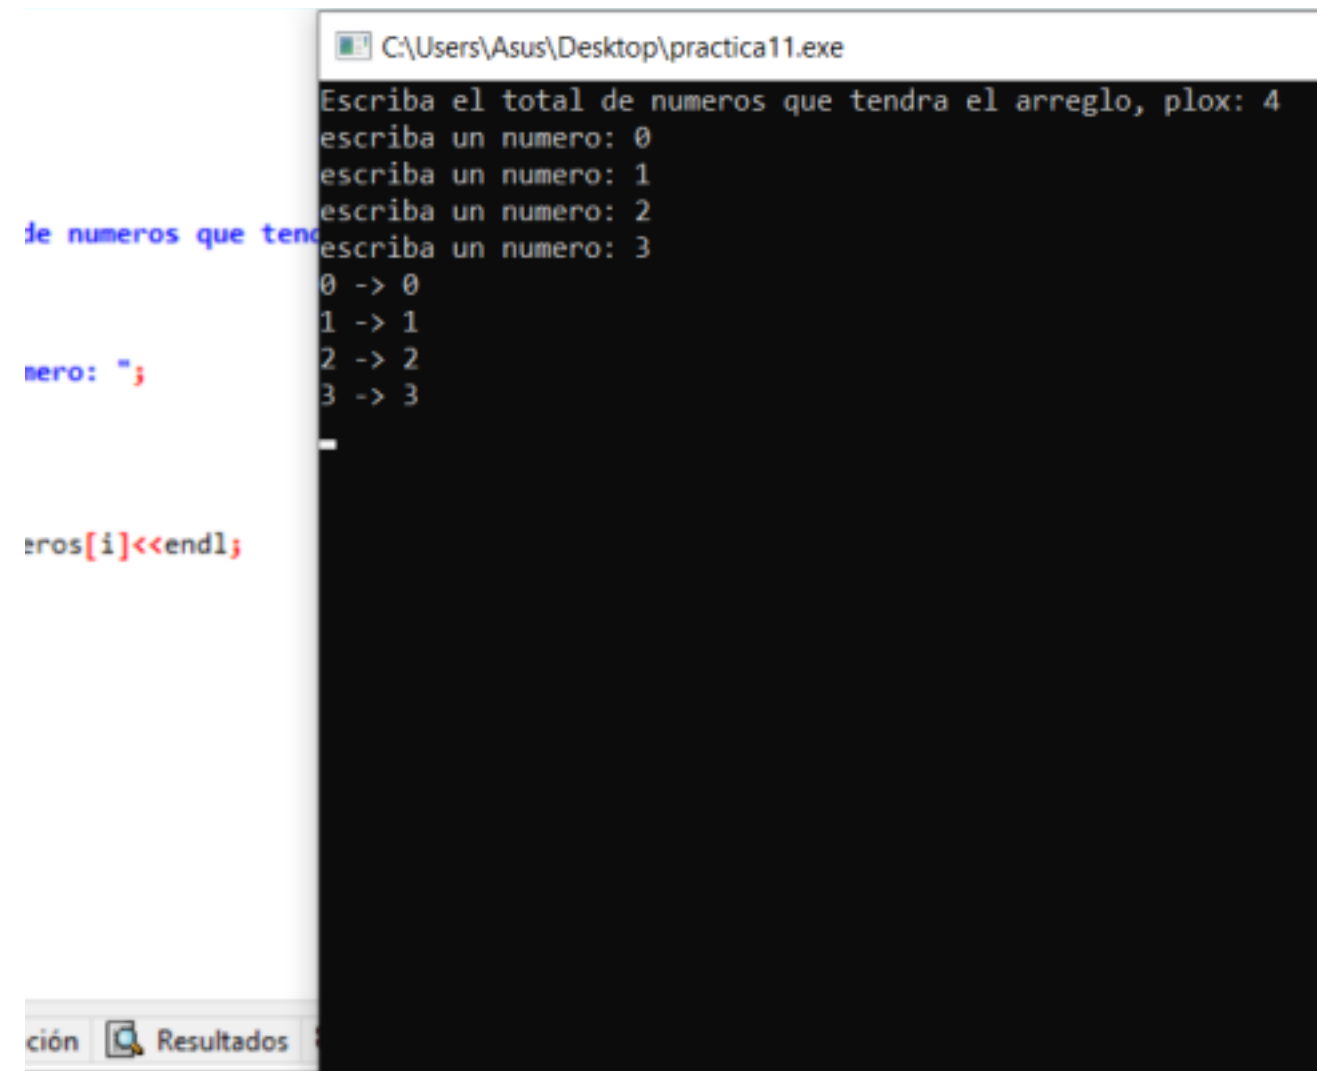 C:\Users\Asus\Desktop\practica11.exe
Escriba el total de numeros que tendra el arreglo, plox: 4
escriba un numero: 0
escriba un numero: 1
escriba un numero: 2
escriba un numero: 3
0 -> 0
1 -> 1
2 -> 2
3 -> 3
de numeros que tend
mero: ";
eros[i]<<endl;
ción Resultados